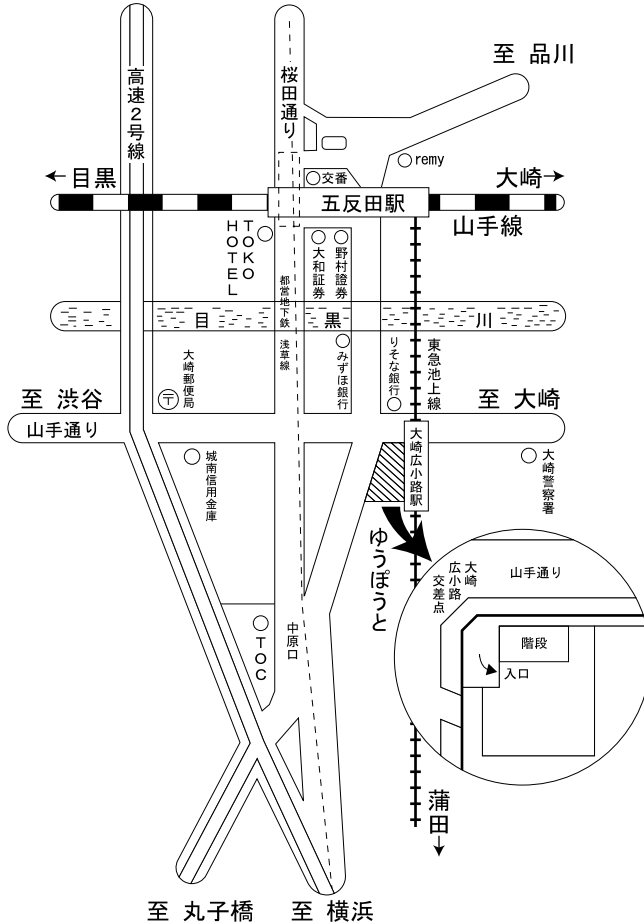 至 品川
高速2号線
桜田通り
remy
←目黒
交番
大崎→
五反田駅
山手線
TOKO
HOTEL
大和証券
野村證券
都営地下鉄 浅草線
目黒川
大崎郵便局
〒
みずほ銀行
りそな銀行
東急池上線
至 渋谷
至 大崎
山手通り
大崎広小路駅
城南信用金庫
大崎警察署
ゆうぽうと
大崎
広小路
交差点
山手通り
階段
入口
TOC
中原口
蒲田
↓
至 丸子橋
至 横浜